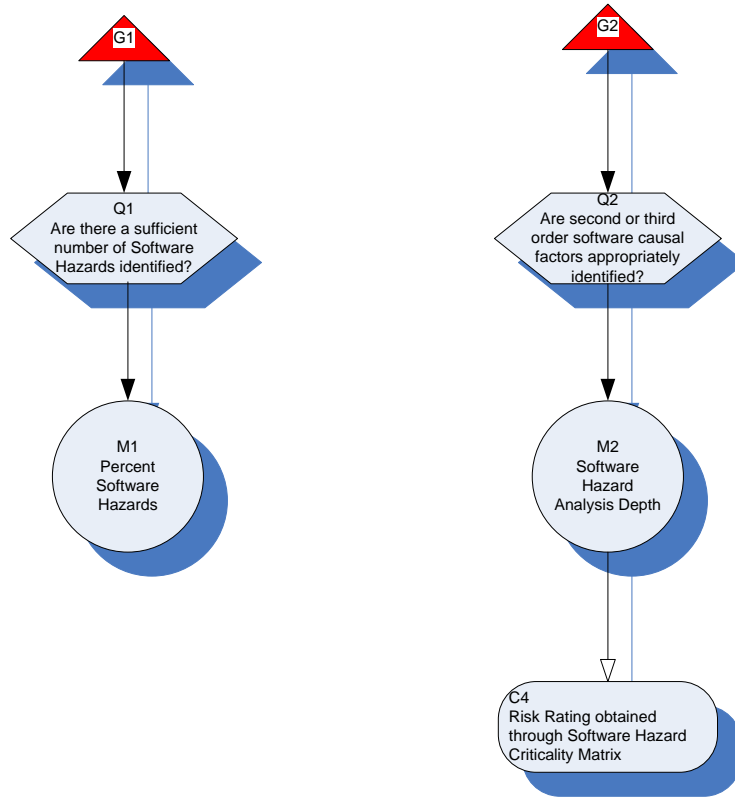 G1
Q1
Are there a sufficient
number of Software
Hazards identified?
M1
Percent
Software
Hazards
G2
Q2
Are second or third
order software causal
factors appropriately
identified?
M2
Software
Hazard
Analysis Depth
C4
Risk Rating obtained
through Software Hazard
Criticality Matrix